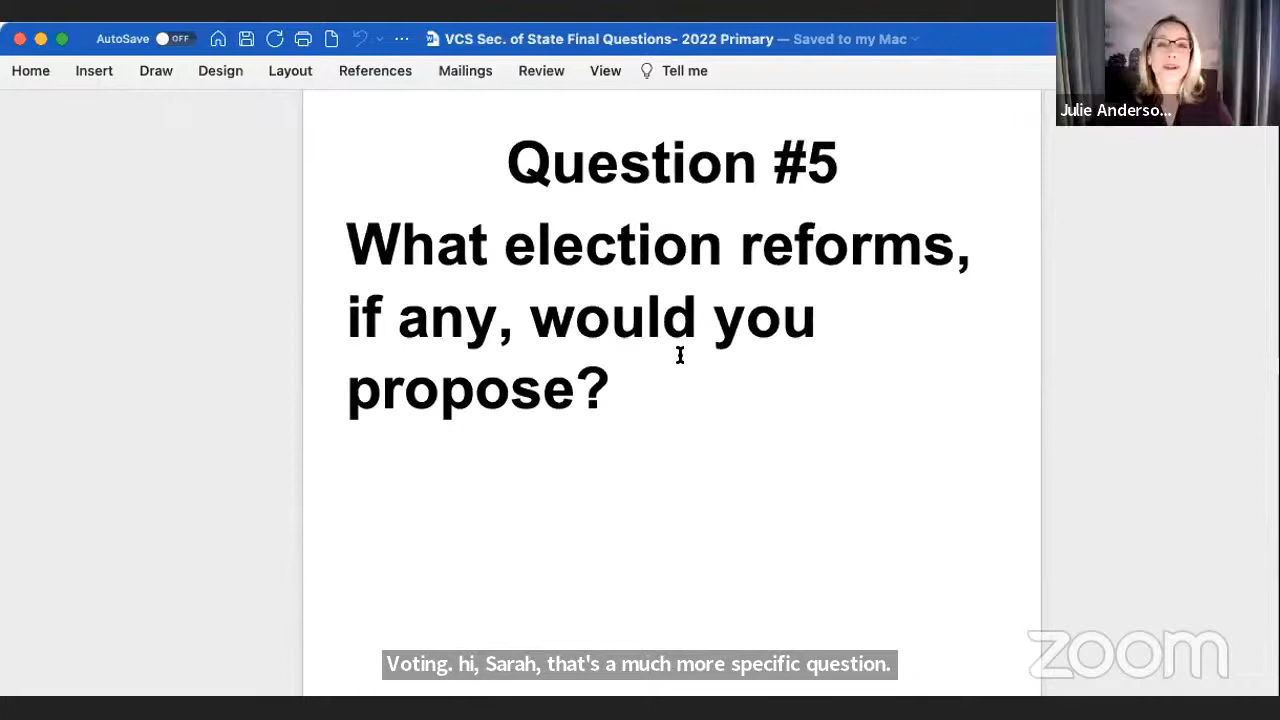 AutoSave OFF ... VCS Sec. of State Final Questions- 2022 Primary — Saved to my Mac
Home Insert Draw Design Layout References Mailings Review View Tell me
Julie Anderso...
Question #5
What election reforms,
if any, would you
propose?
Voting. hi, Sarah, that's a much more specific question.
zoom